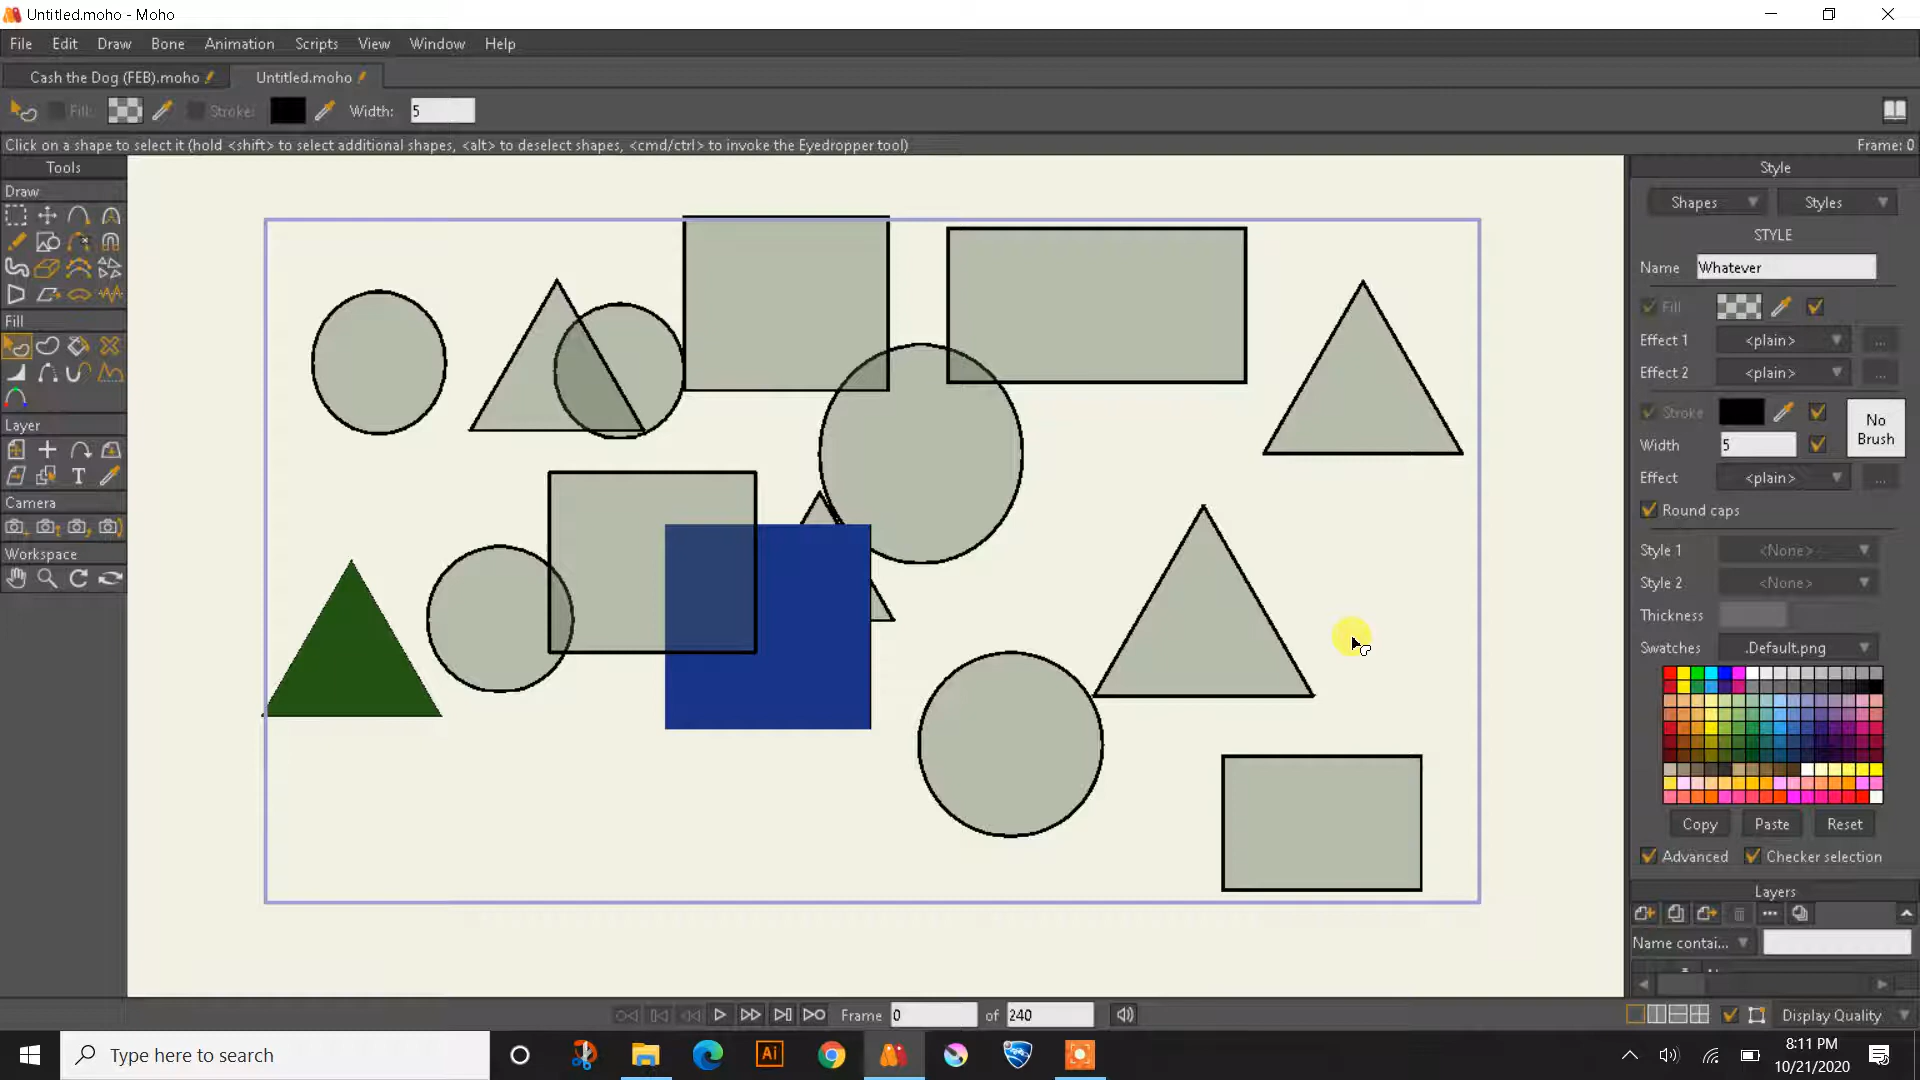 Untitled.moho - Moho
File Edit Draw Bone Animation Scripts View Window Help
Cash the Dog (FEB).moho Untitled.moho
Fill: Stroke: Width: 5
Click on a shape to select it (hold <shift> to select additional shapes, <alt> to deselect shapes, <cmd/ctrl> to invoke the Eyedropper tool) Frame: 0
Tools
Draw
Fill
Layer
T
Camera
Workspace
Style
Shapes Styles
STYLE
Name Whatever
Fill
Effect 1 <plain> ...
Effect 2 <plain> ...
Stroke
No
Brush
Width 5
Effect <plain> ...
Round caps
Style 1 <None>
Style 2 <None>
Thickness
Swatches .Default.png
Copy Paste Reset
Advanced Checker selection
Layers
Name contai...
Frame 0 of 240 Display Quality
Type here to search
Ai
8:11 PM
10/21/2020